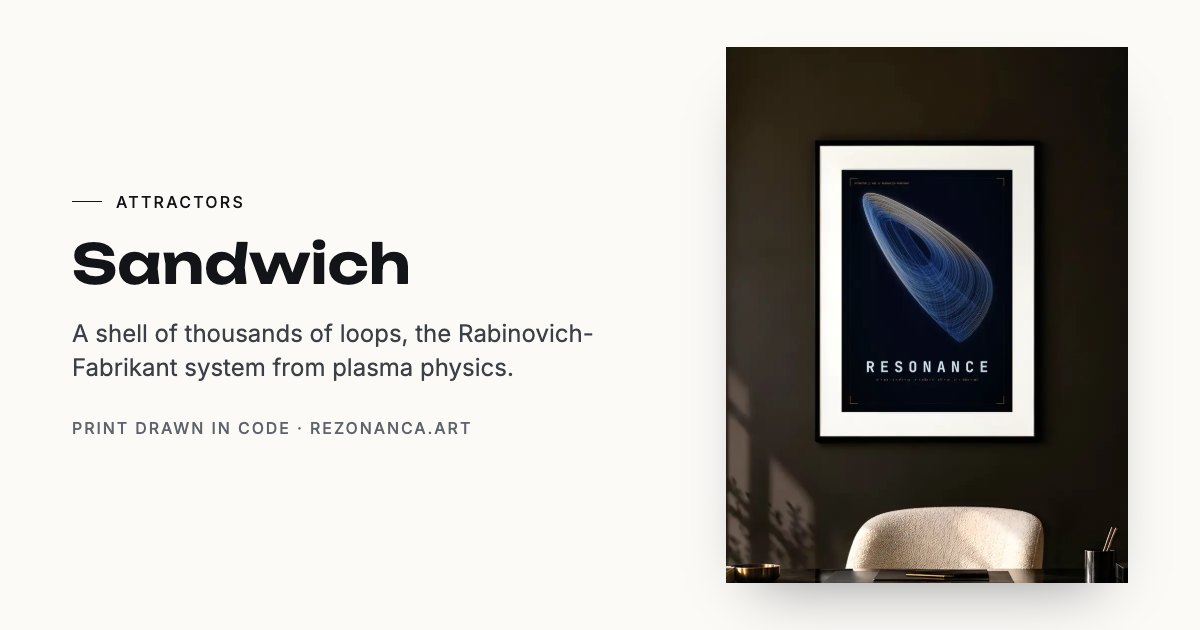 ATTRACTORS
Sandwich
A shell of thousands of loops, the Rabinovich-
Fabrikant system from plasma physics.
PRINT DRAWN IN CODE · REZONANCA.ART
RESONANCE